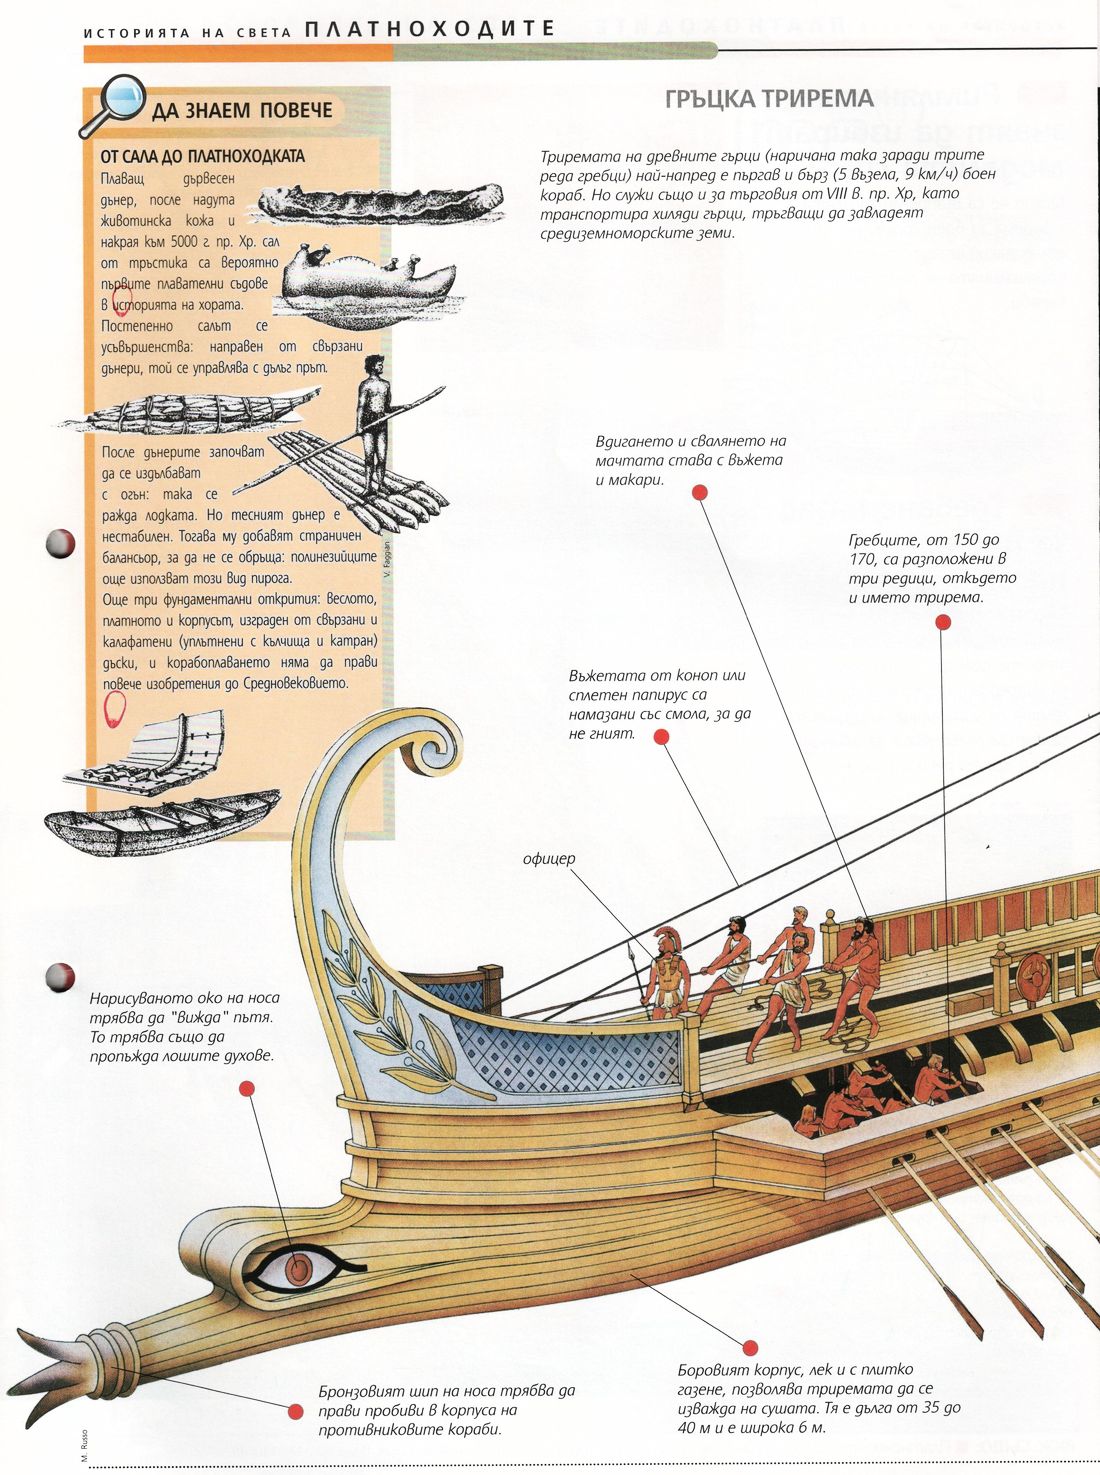 ИСТОРИЯТА НА СВЕТА ПЛАТНОХОДИТЕ
ДА ЗНАЕМ ПОВЕЧЕ
ОТ САЛА ДО ПЛАТНОХОДКАТА
Плаващ дървесен
дънер, после надута
животинска кожа и
накрая към 5000 г. пр. Хр. сал
от тръстика са вероятно
първите плавателни съдове
в историята на хората.
Постепенно салът се
усъвършенства: направен от свързани
дънери, той се управлява с дълъг прът.
После дънерите започват
да се издълбават
с огън: така се
ражда лодката. Но тесният дънер е
нестабилен. Тогава му добавят страничен
балансьор, за да не се обръща: полинезийците
още използват този вид пирога.
Още три фундаментални открития: веслото,
платното и корпусът, изграден от свързани и
калафатени (уплътнени с кълчища и катран)
дъски, и корабоплаването няма да прави
повече изобретения до Средновековието.
V. Faggian
ГРЪЦКА ТРИРЕМА
Триремата на древните гърци (наричана така заради трите
реда гребци) най-напред е пъргав и бърз (5 възела, 9 км/ч) боен
кораб. Но служи също и за търговия от VIII в. пр. Хр, като
транспортира хиляди гърци, тръгващи да завладеят
средиземноморските земи.
Вдигането и свалянето на
мачтата става с въжета
и макари.
Гребците, от 150 до
170, са разположени в
три редици, откъдето
и името трирема.
Въжетата от коноп или
сплетен папирус са
намазани със смола, за да
не гният.
офицер
Нарисуваното око на носа
трябва да "вижда" пътя.
То трябва също да
пропъжда лошите духове.
Бронзовият шип на носа трябва да
прави пробиви в корпуса на
противниковите кораби.
Боровият корпус, лек и с плитко
газене, позволява триремата да се
изважда на сушата. Тя е дълга от 35 до
40 м и е широка 6 м.
M. Russo